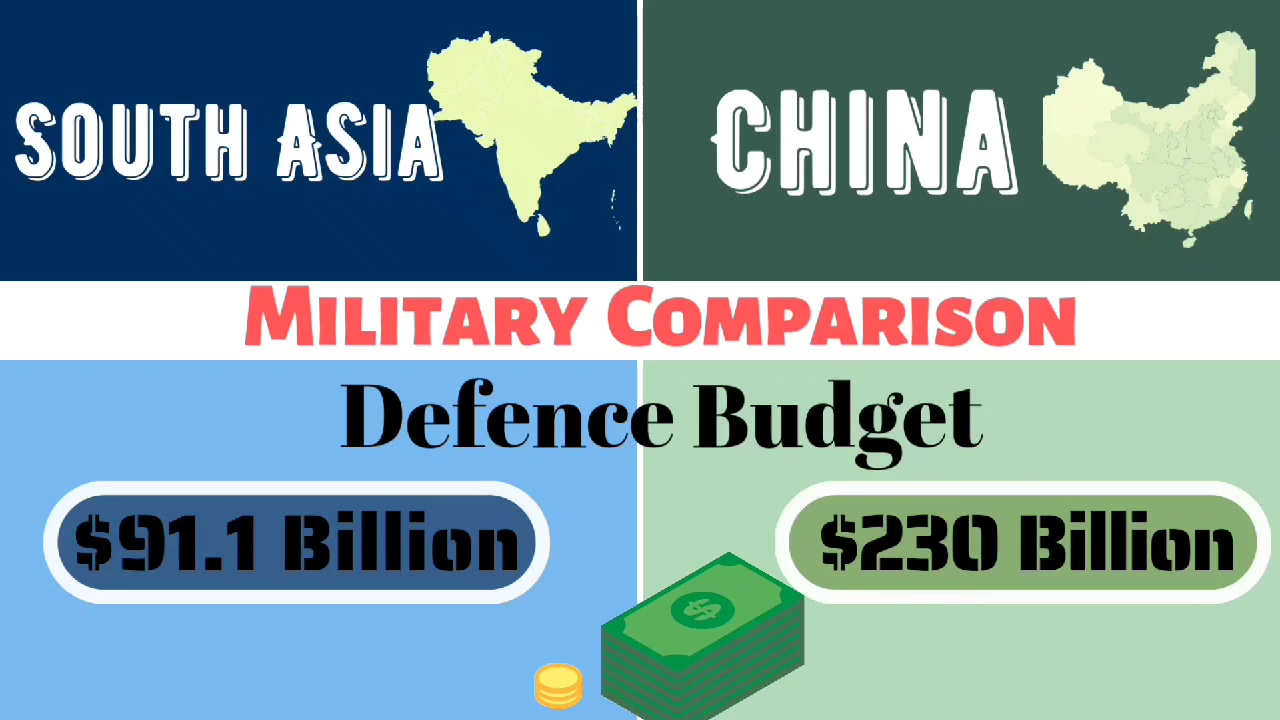 SOUTH ASIA
CHINA
MILITARY COMPARISON
Defence Budget
$91.1 Billion
$230 Billion
$